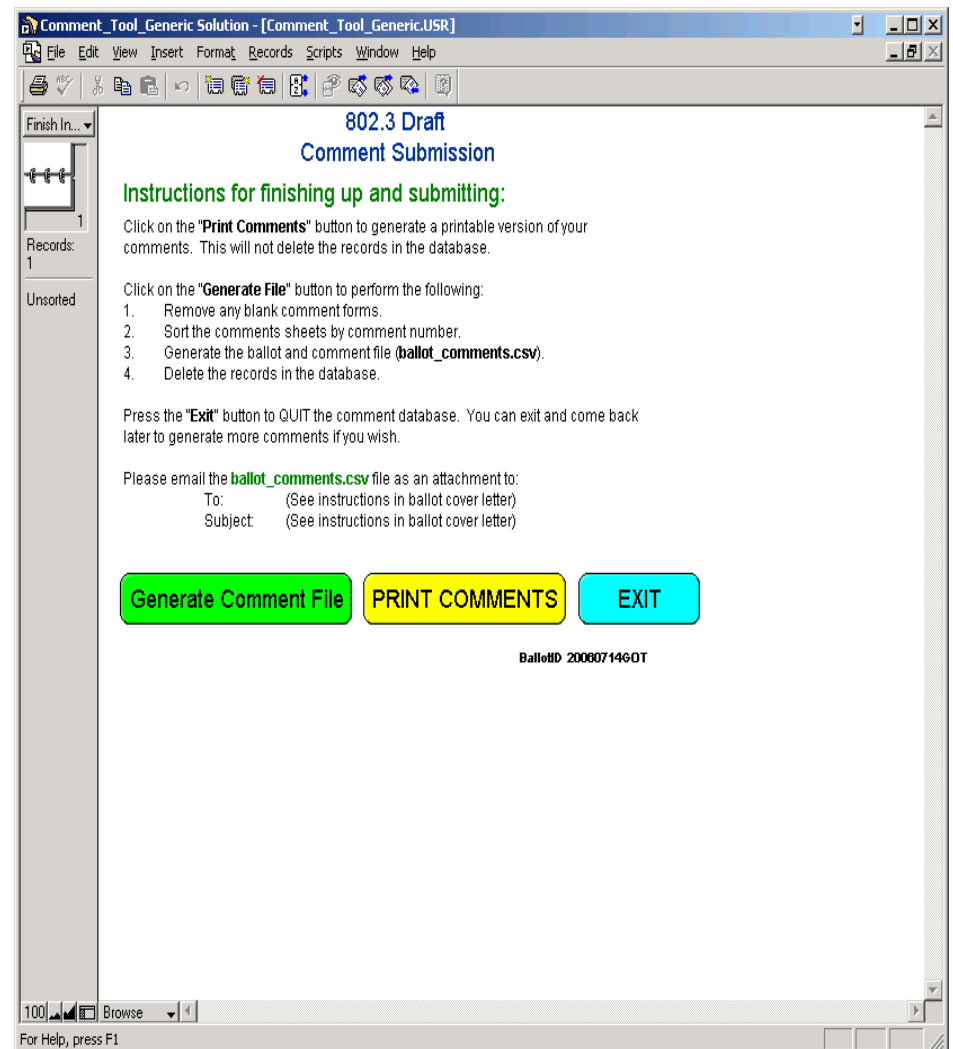 Comment_Tool_Generic Solution - [Comment_Tool_Generic.USR]
File Edit View Insert Format Records Scripts Window Help
ABC
Finish In...
1
Records:
1
Unsorted
802.3 Draft
Comment Submission
Instructions for finishing up and submitting:
Click on the "Print Comments" button to generate a printable version of your
comments. This will not delete the records in the database.
Click on the "Generate File" button to perform the following:
1. Remove any blank comment forms.
2. Sort the comments sheets by comment number.
3. Generate the ballot and comment file (ballot_comments.csv).
4. Delete the records in the database.
Press the "Exit" button to QUIT the comment database. You can exit and come back
later to generate more comments if you wish.
Please email the ballot_comments.csv file as an attachment to:
To: (See instructions in ballot cover letter)
Subject: (See instructions in ballot cover letter)
Generate Comment File PRINT COMMENTS EXIT
BallotID 20060714GOT
100 Browse
For Help, press F1